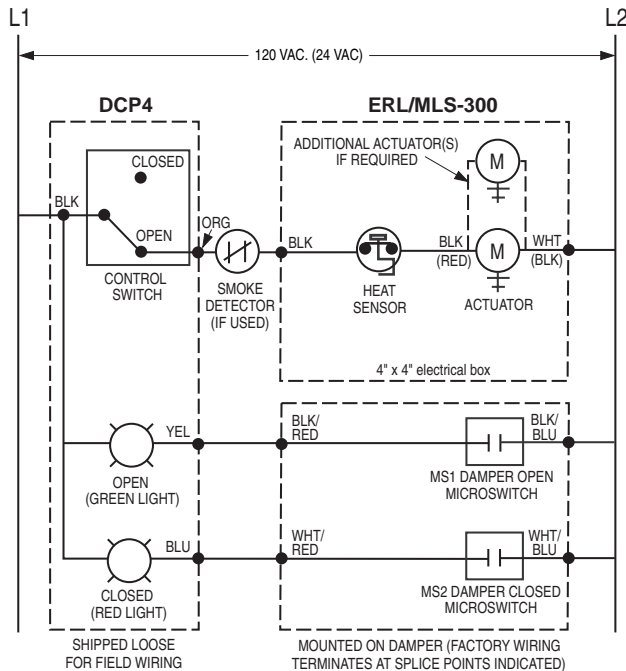 L1
L2
120 VAC. (24 VAC)
DCP4
ERL/MLS-300
CLOSED
BLK
OPEN
ORG
CONTROL
SWITCH
SMOKE
DETECTOR
(IF USED)
ADDITIONAL ACTUATOR(S)
IF REQUIRED
M
BLK
HEAT
SENSOR
BLK
(RED)
M
WHT
(BLK)
ACTUATOR
4" x 4" electrical box
YEL
OPEN
(GREEN LIGHT)
BLK/
RED
BLK/
BLU
MS1 DAMPER OPEN
MICROSWITCH
BLU
CLOSED
(RED LIGHT)
WHT/
RED
WHT/
BLU
MS2 DAMPER CLOSED
MICROSWITCH
SHIPPED LOOSE
FOR FIELD WIRING
MOUNTED ON DAMPER (FACTORY WIRING
TERMINATES AT SPLICE POINTS INDICATED)